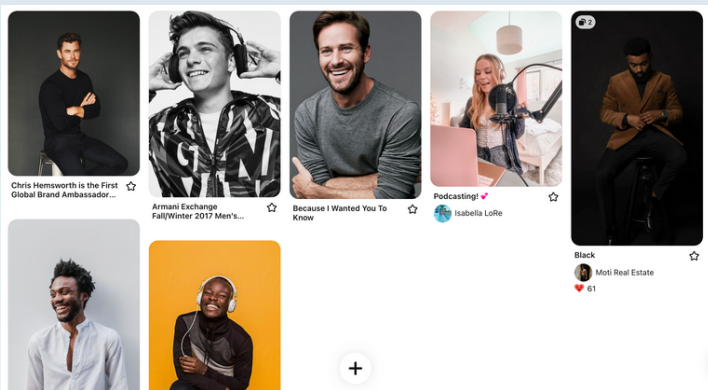 2
Chris Hemsworth is the First
Global Brand Ambassador...
Armani Exchange
Fall/Winter 2017 Men's...
Because I Wanted You To
Know
Podcasting! 💕
Isabella LoRe
Black
Moti Real Estate
❤️ 61